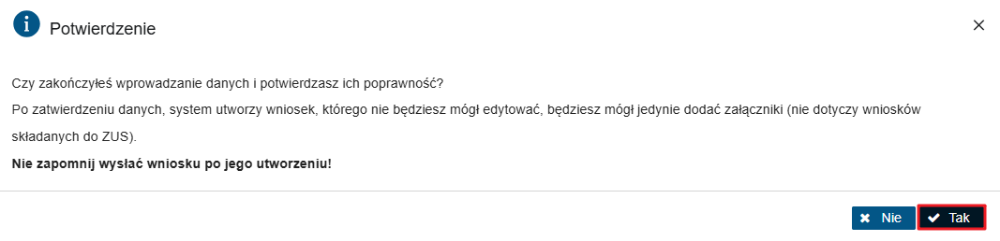 Potwierdzenie
Czy zakończyłeś wprowadzanie danych i potwierdzasz ich poprawność?
Po zatwierdzeniu danych, system utworzy wniosek, którego nie będziesz mógł edytować, będziesz mógł jedynie dodać załączniki (nie dotyczy wniosków
składanych do ZUS).
Nie zapomnij wysłać wniosku po jego utworzeniu!
Nie Tak